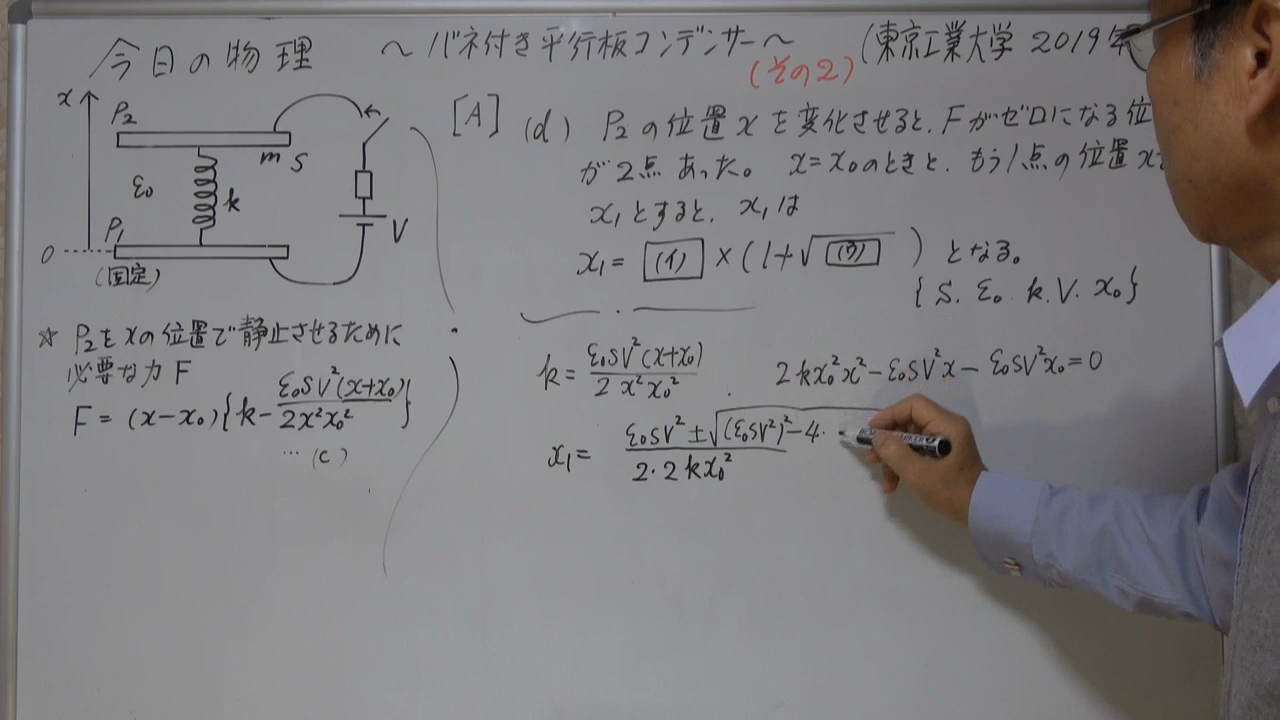 今日の物理 ～バネ付き平行板コンデンサー～ (東京工業大学 2019年
(その2)
x
P₂
m S
ε₀
k
P₁
V
0
(固定)
[A] (d) P₂の位置xを変化させると、Fがゼロになる位
が2点あった。x=x₀のときと、もう1点の位置x
x₁とすると、x₁は
x₁= (イ) ×(1+√(ウ)) となる。
{S. ε₀. k. V. x₀}
☆ P₂をxの位置で静止させるために
必要な力F
F=(x-x₀){k-ε₀SV²(x+x₀)/2x²x₀²}
… (c)
k=ε₀SV²(x+x₀)/2x²x₀²
2kx₀²x²-ε₀SV²x-ε₀SV²x₀=0
x₁= ε₀SV²±√(ε₀SV²)²-4· / 2·2kx₀²